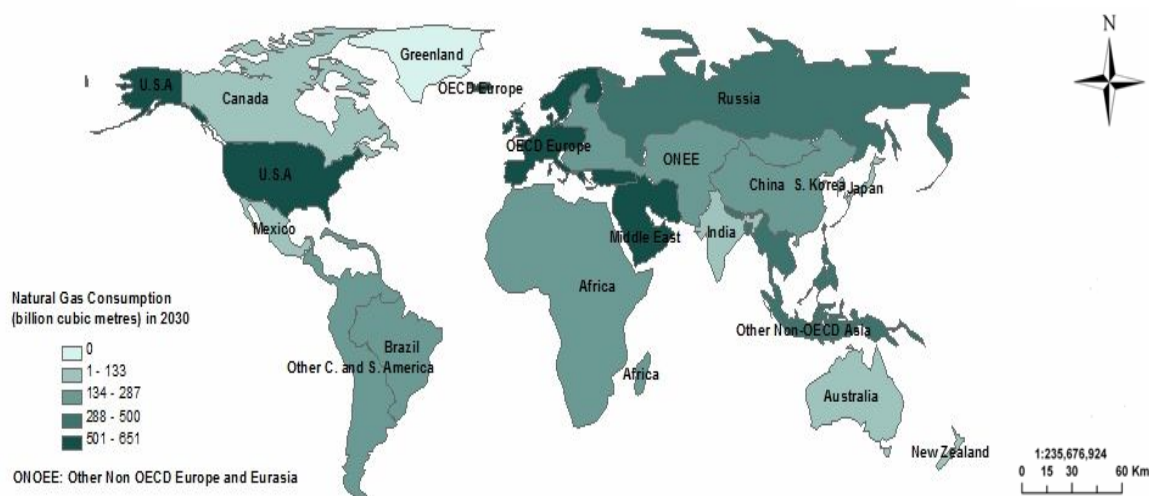 N
Greenland
U.S.A
OECD Europe
Canada
Russia
OECD Europe
ONEE
U.S.A
China
S. Korea
Japan
Mexico
India
Middle East
Natural Gas Consumption
(billion cubic metres) in 2030
Africa
Other Non-OECD Asia
0
1 - 133
Brazil
134 - 287
Other C. and S. America
Africa
Australia
288 - 500
501 - 651
New Zealand
1:235,676,924
ONOEE: Other Non OECD Europe and Eurasia
0 15 30 60 Km